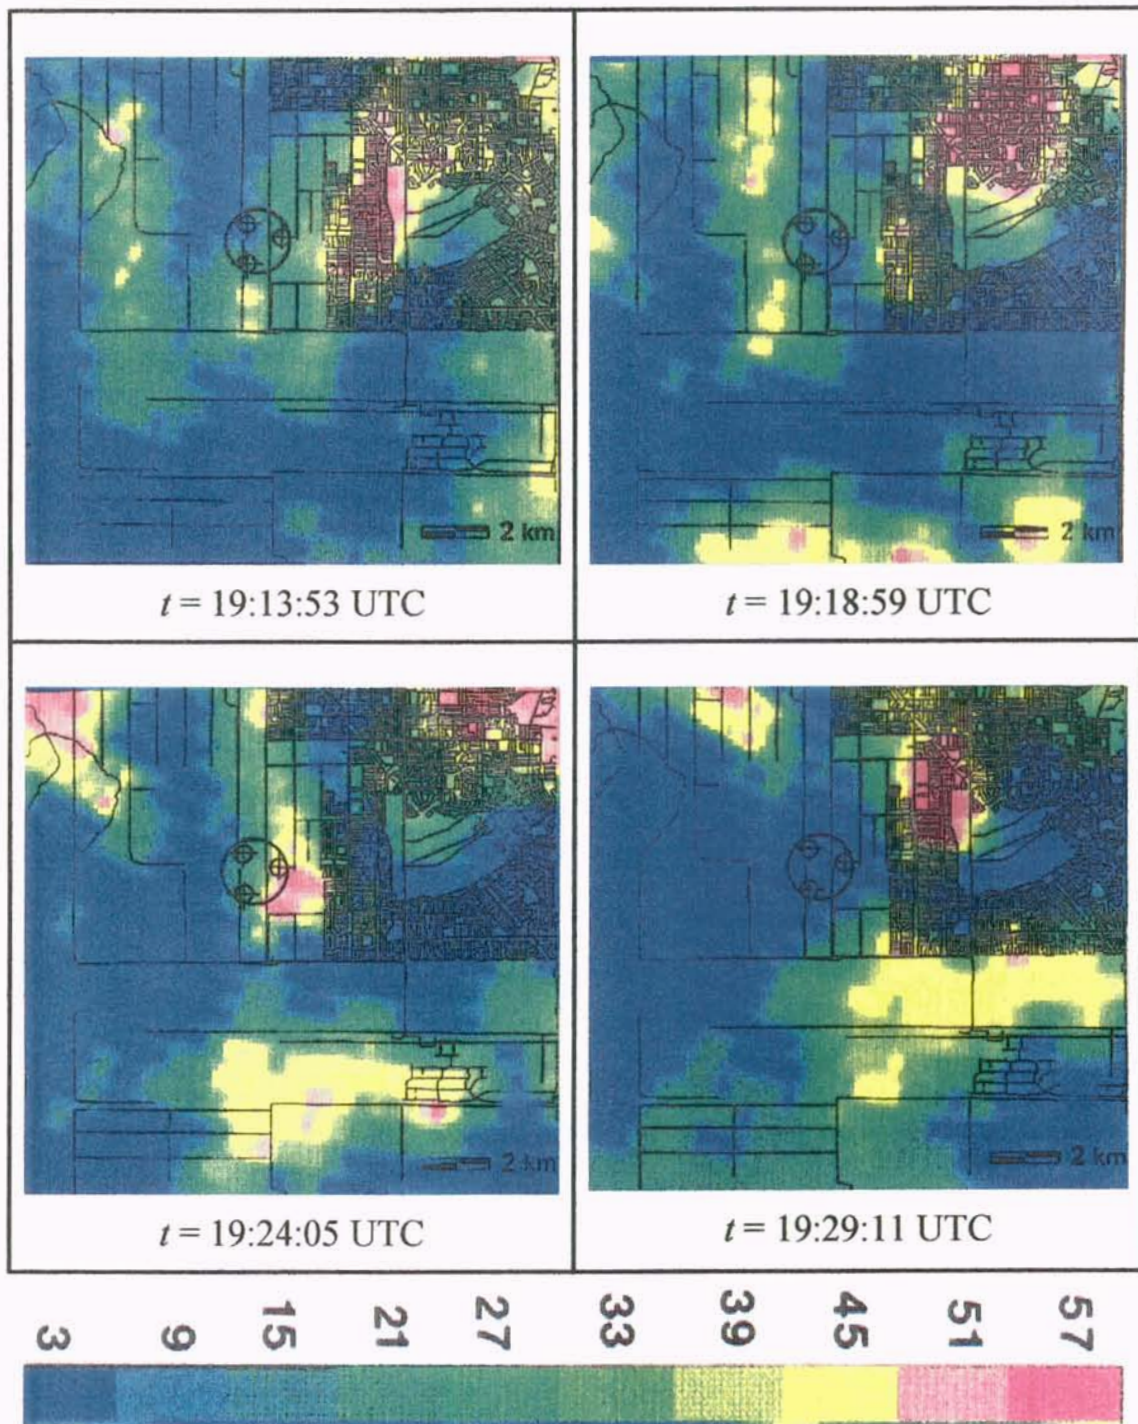 2 km
2 km
t = 19:13:53 UTC
t = 19:18:59 UTC
2 km
2 km
t = 19:24:05 UTC
t = 19:29:11 UTC
3 9 15 21 27 33 39 45 51 57